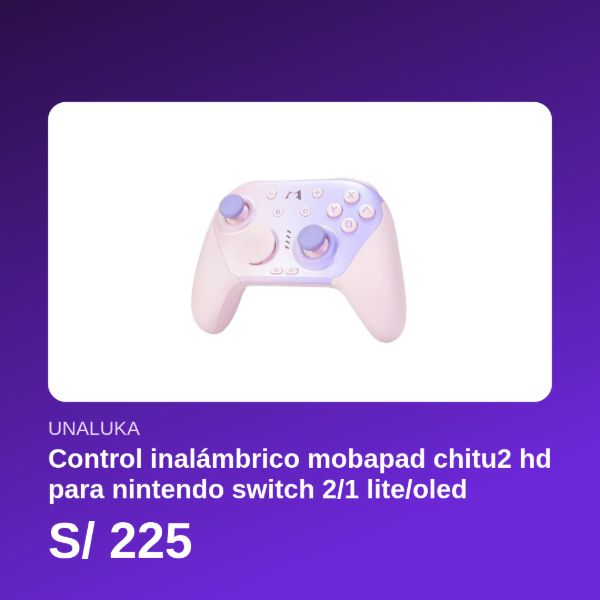 UNALUKA
Control inalámbrico mobapad chitu2 hd
para nintendo switch 2/1 lite/oled
S/ 225